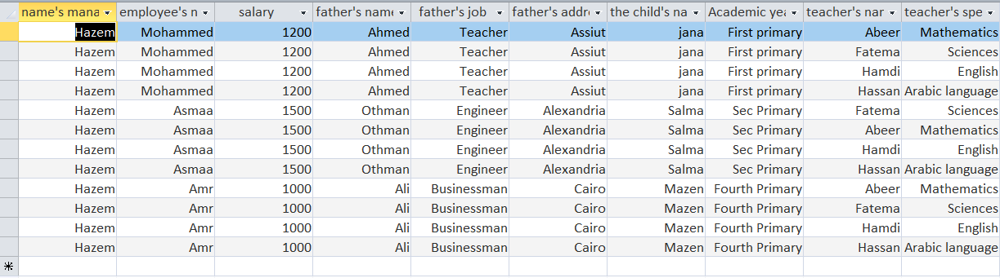 name's mana employee's n salary father's name father's job father's addre the child's na Academic yea teacher's nar teacher's spe
Hazem Mohammed 1200 Ahmed Teacher Assiut jana First primary Abeer Mathematics
Hazem Mohammed 1200 Ahmed Teacher Assiut jana First primary Fatema Sciences
Hazem Mohammed 1200 Ahmed Teacher Assiut jana First primary Hamdi English
Hazem Mohammed 1200 Ahmed Teacher Assiut jana First primary Hassan Arabic language
Hazem Asmaa 1500 Othman Engineer Alexandria Salma Sec Primary Fatema Sciences
Hazem Asmaa 1500 Othman Engineer Alexandria Salma Sec Primary Abeer Mathematics
Hazem Asmaa 1500 Othman Engineer Alexandria Salma Sec Primary Hamdi English
Hazem Asmaa 1500 Othman Engineer Alexandria Salma Sec Primary Hassan Arabic language
Hazem Amr 1000 Ali Businessman Cairo Mazen Fourth Primary Abeer Mathematics
Hazem Amr 1000 Ali Businessman Cairo Mazen Fourth Primary Fatema Sciences
Hazem Amr 1000 Ali Businessman Cairo Mazen Fourth Primary Hamdi English
Hazem Amr 1000 Ali Businessman Cairo Mazen Fourth Primary Hassan Arabic language